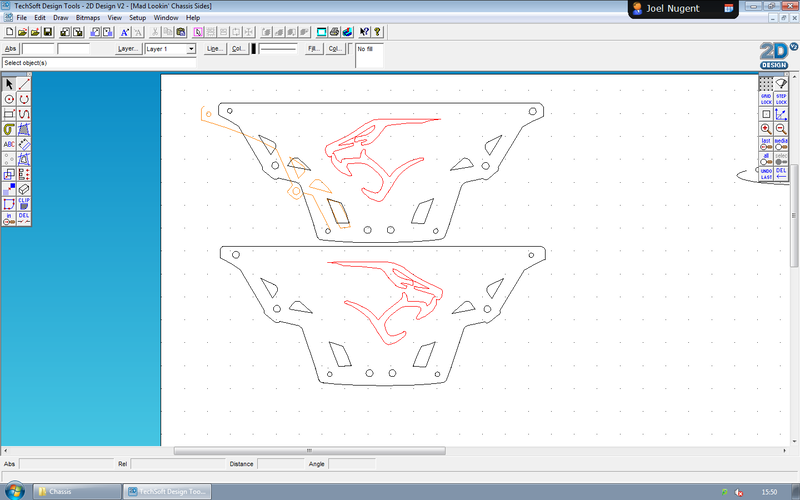 TechSoft Design Tools - 2D Design V2 - [Mad Lookin' Chassis Sides]
Joel Nugent
File Draw Bitmaps View Setup Window Help
Abs Layer... Layer 1 Line... Col... Fill... Col... No fill
Select object(s)
2D V2
DESIGN
GRID LOCK STEP LOCK
ABC
last media
all selec
CLIP UNDO LAST DEL
in DEL
Abs Rel Distance Angle
Chassis TechSoft Design Too... 15:50